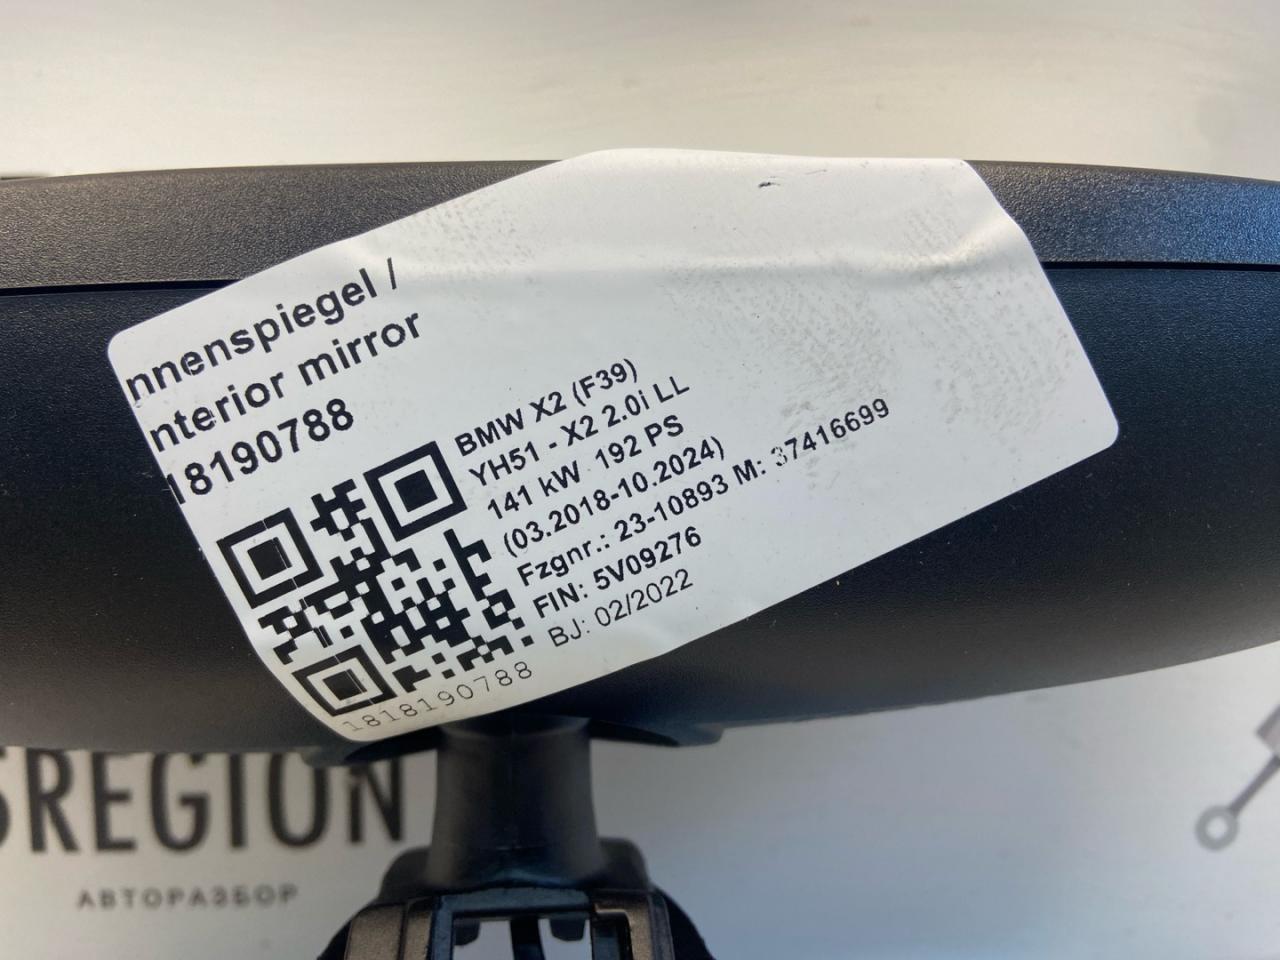 nnenspiegel /
nterior mirror
18190788
BMW X2 (F39)
YH51 - X2 2.0i LL
141 kW 192 PS
(03.2018-10.2024)
Fzgnr.: 23-10893 M: 37416699
FIN: 5V09276
BJ: 02/2022
1818190788
SREGION
АВТОРАЗБОР